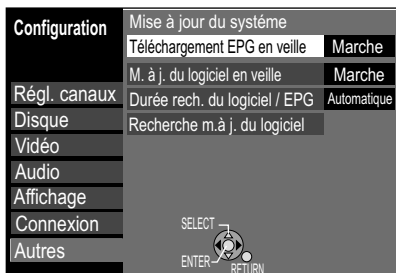 Configuration
Mise à jour du systéme
Téléchargement EPG en veille Marche
M. à j. du logiciel en veille Marche
Durée rech. du logiciel / EPG Automatique
Recherche m.à j. du logiciel
Régl. canaux
Disque
Vidéo
Audio
Affichage
Connexion
Autres
SELECT
ENTER
RETURN